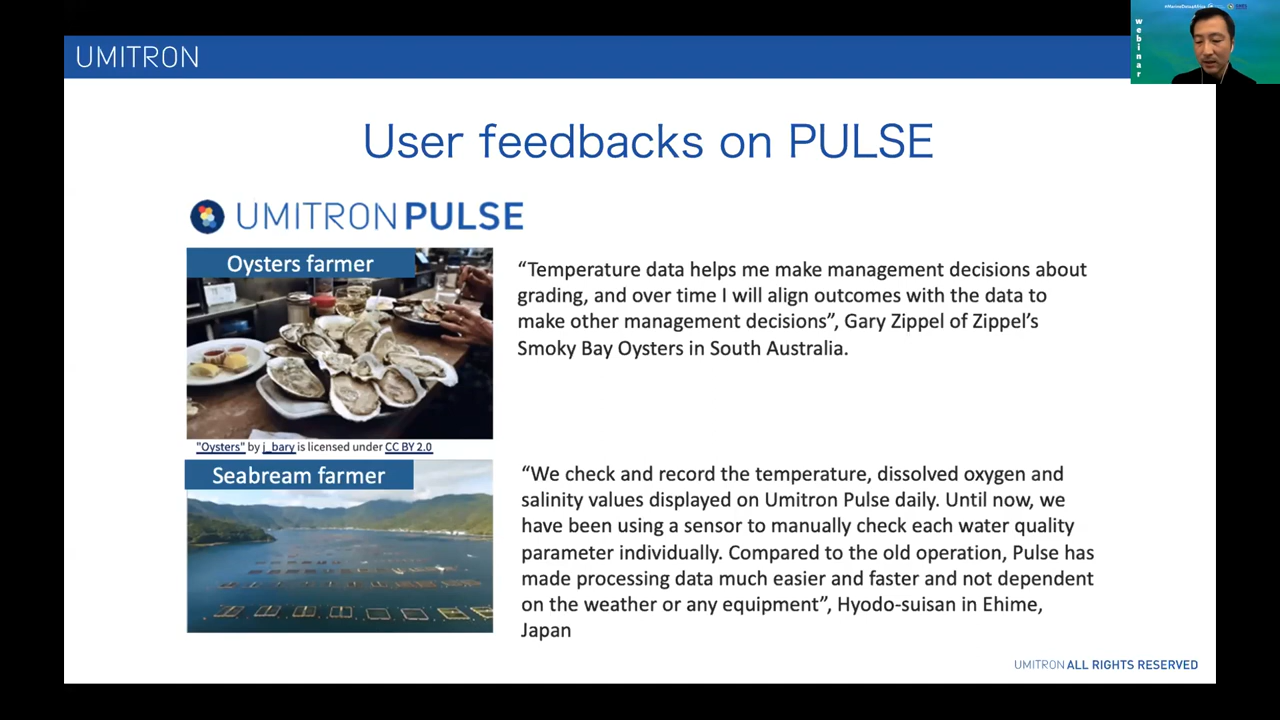 UMITRON
webinar
User feedbacks on PULSE
UMITRON PULSE
Oysters farmer
“Temperature data helps me make management decisions about
grading, and over time I will align outcomes with the data to
make other management decisions”, Gary Zippel of Zippel’s
Smoky Bay Oysters in South Australia.
"Oysters" by j_bary is licensed under CC BY 2.0
Seabream farmer
“We check and record the temperature, dissolved oxygen and
salinity values displayed on Umitron Pulse daily. Until now, we
have been using a sensor to manually check each water quality
parameter individually. Compared to the old operation, Pulse has
made processing data much easier and faster and not dependent
on the weather or any equipment”, Hyodo-suisan in Ehime,
Japan
UMITRON ALL RIGHTS RESERVED